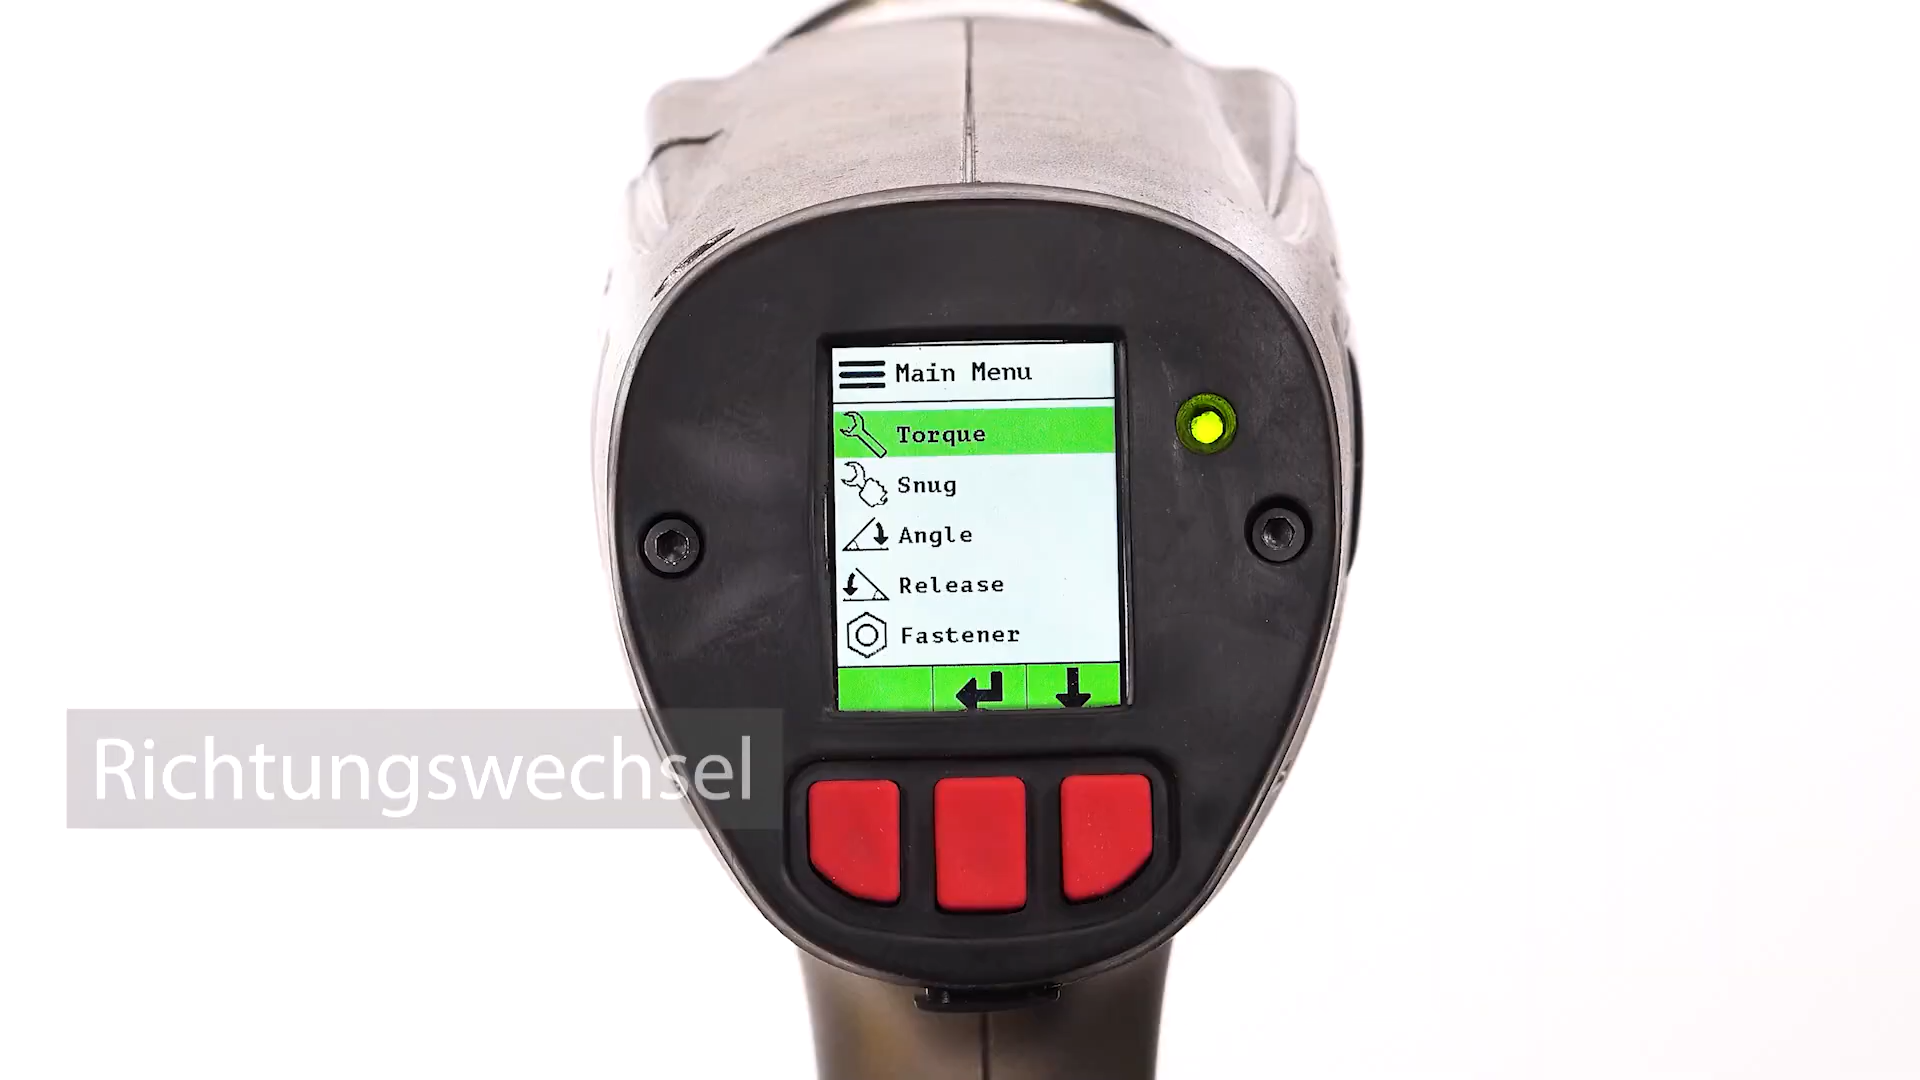 Main Menu
Torque
Snug
Angle
Release
Fastener
Richtungswechsel